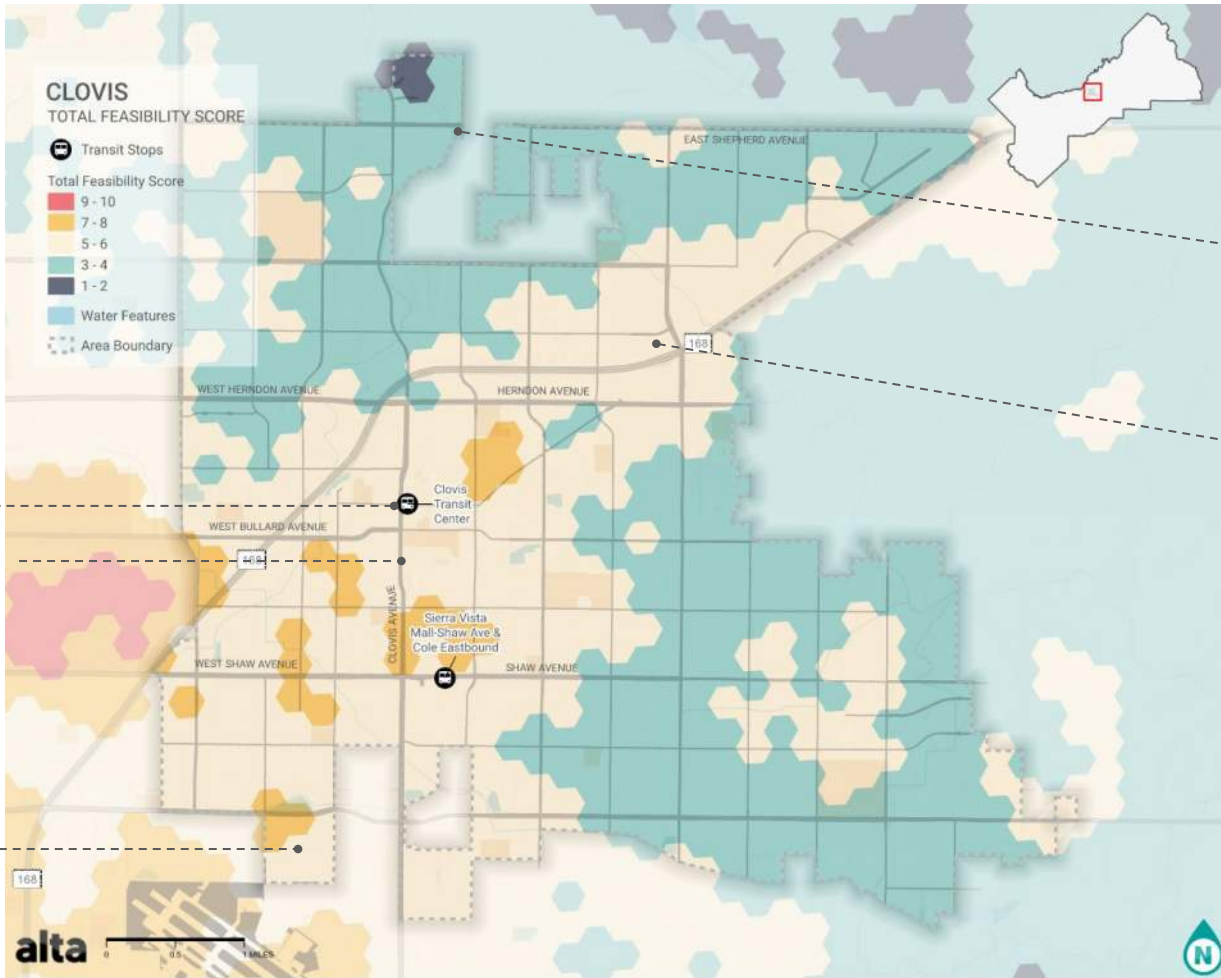 CLOVIS
TOTAL FEASIBILITY SCORE
Transit Stops
Total Feasibility Score
9 - 10
7 - 8
5 - 6
3 - 4
1 - 2
Water Features
Area Boundary
EAST SHEPHERD AVENUE
168
WEST HERNDON AVENUE
HERNDON AVENUE
Clovis
Transit
Center
WEST BULLARD AVENUE
168
CLOVIS AVENUE
Sierra Vista
Mall-Shaw Ave &
Cole Eastbound
WEST SHAW AVENUE
SHAW AVENUE
168
alta
0
0.5
1 MILES
N